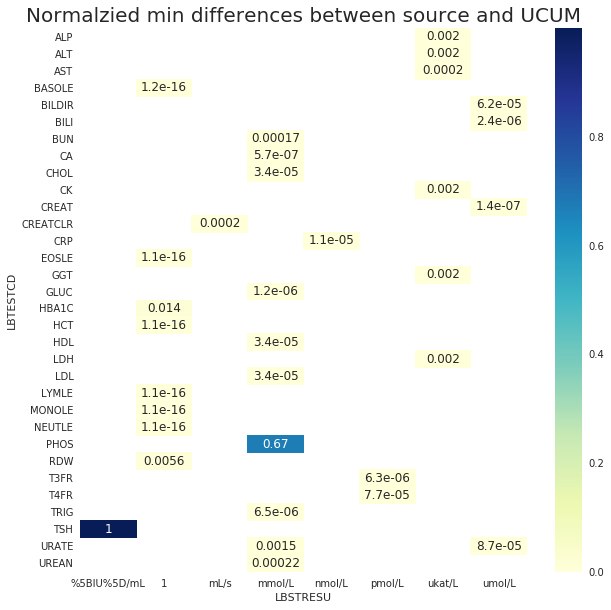 Normalzied min differences between source and UCUM
ALP 0.002
ALT 0.002
AST 0.0002
BASOLE 1.2e-16
BILDIR 6.2e-05
BILI 2.4e-06
BUN 0.00017
CA 5.7e-07
CHOL 3.4e-05
CK 0.002
CREAT 1.4e-07
CREATCLR 0.0002
CRP 1.1e-05
EOSLE 1.1e-16
GGT 0.002
GLUC 1.2e-06
HBA1C 0.014
HCT 1.1e-16
HDL 3.4e-05
LDH 0.002
LDL 3.4e-05
LYMLE 1.1e-16
MONOLE 1.1e-16
NEUTLE 1.1e-16
PHOS 0.67
RDW 0.0056
T3FR 6.3e-06
T4FR 7.7e-05
TRIG 6.5e-06
TSH 1
URATE 0.0015 8.7e-05
UREAN 0.00022
LBTESTCD
%5BIU%5D/mL 1 mL/s mmol/L nmol/L pmol/L ukat/L umol/L
LBSTRESU
0.8
0.6
0.4
0.2
0.0